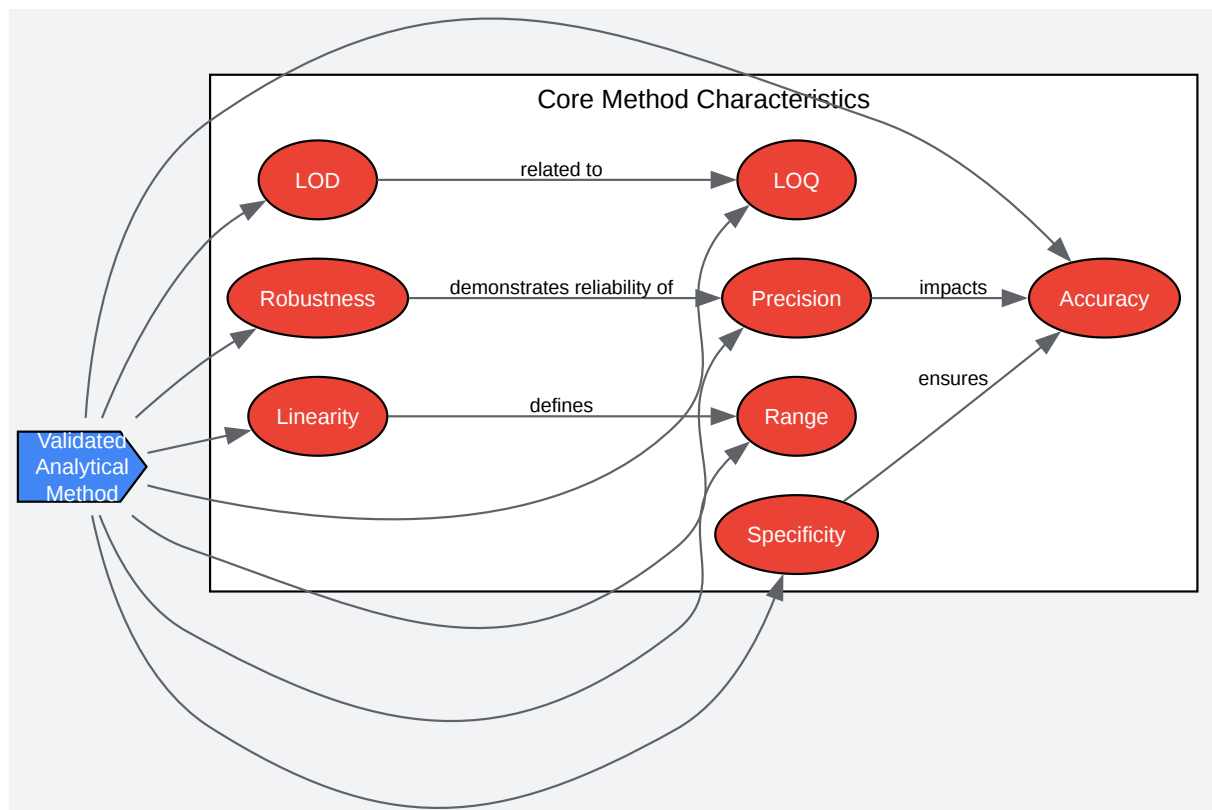 Core Method Characteristics
LOD
related to
LOQ
Robustness
demonstrates reliability of
Precision
impacts
Accuracy
ensures
Linearity
defines
Range
Validated
Analytical
Method
Specificity